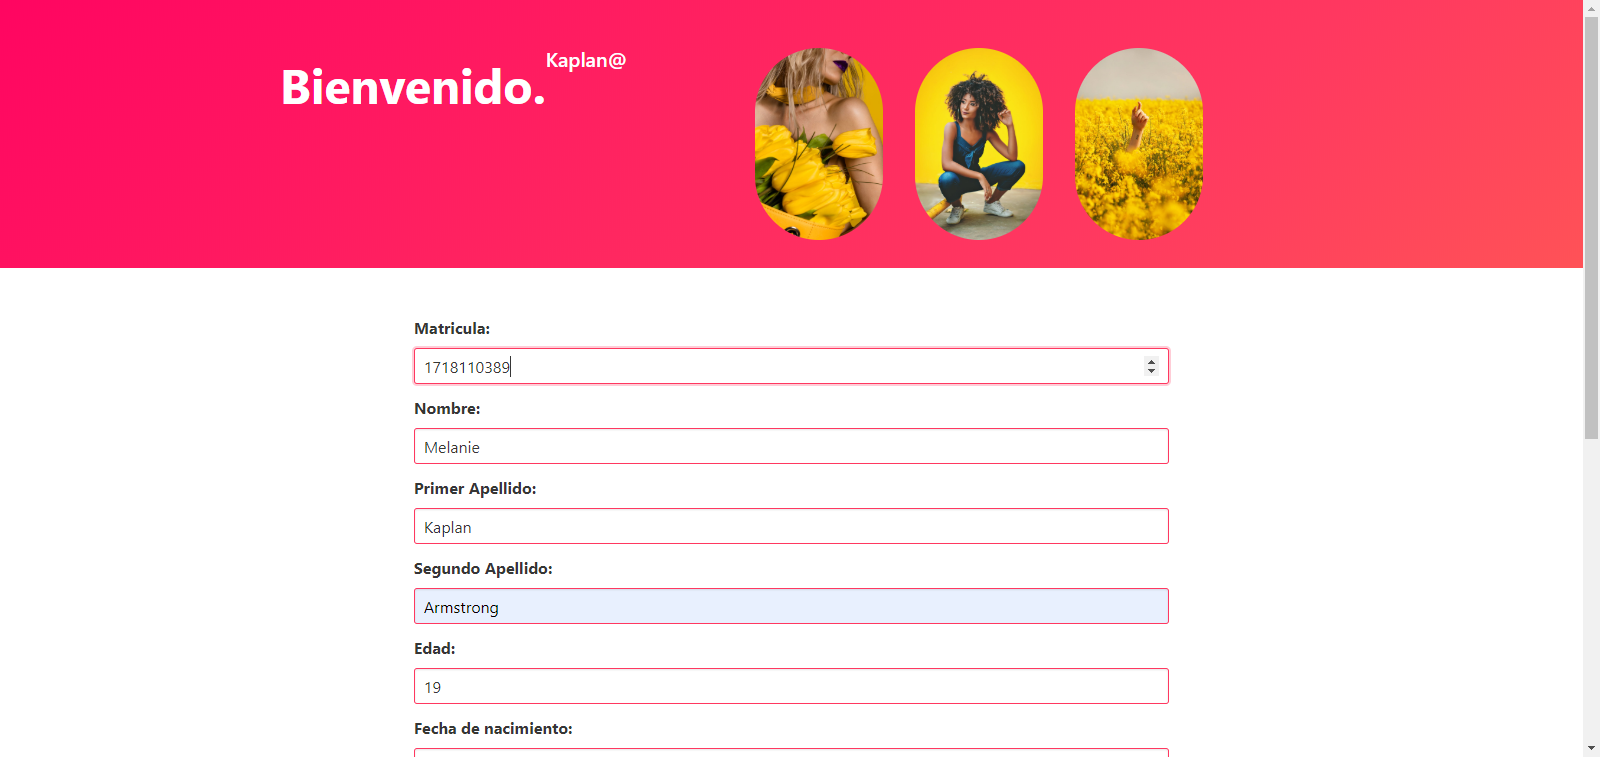 Bienvenido. Kaplan@
Matricula:
1718110389
Nombre:
Melanie
Primer Apellido:
Kaplan
Segundo Apellido:
Armstrong
Edad:
19
Fecha de nacimiento: